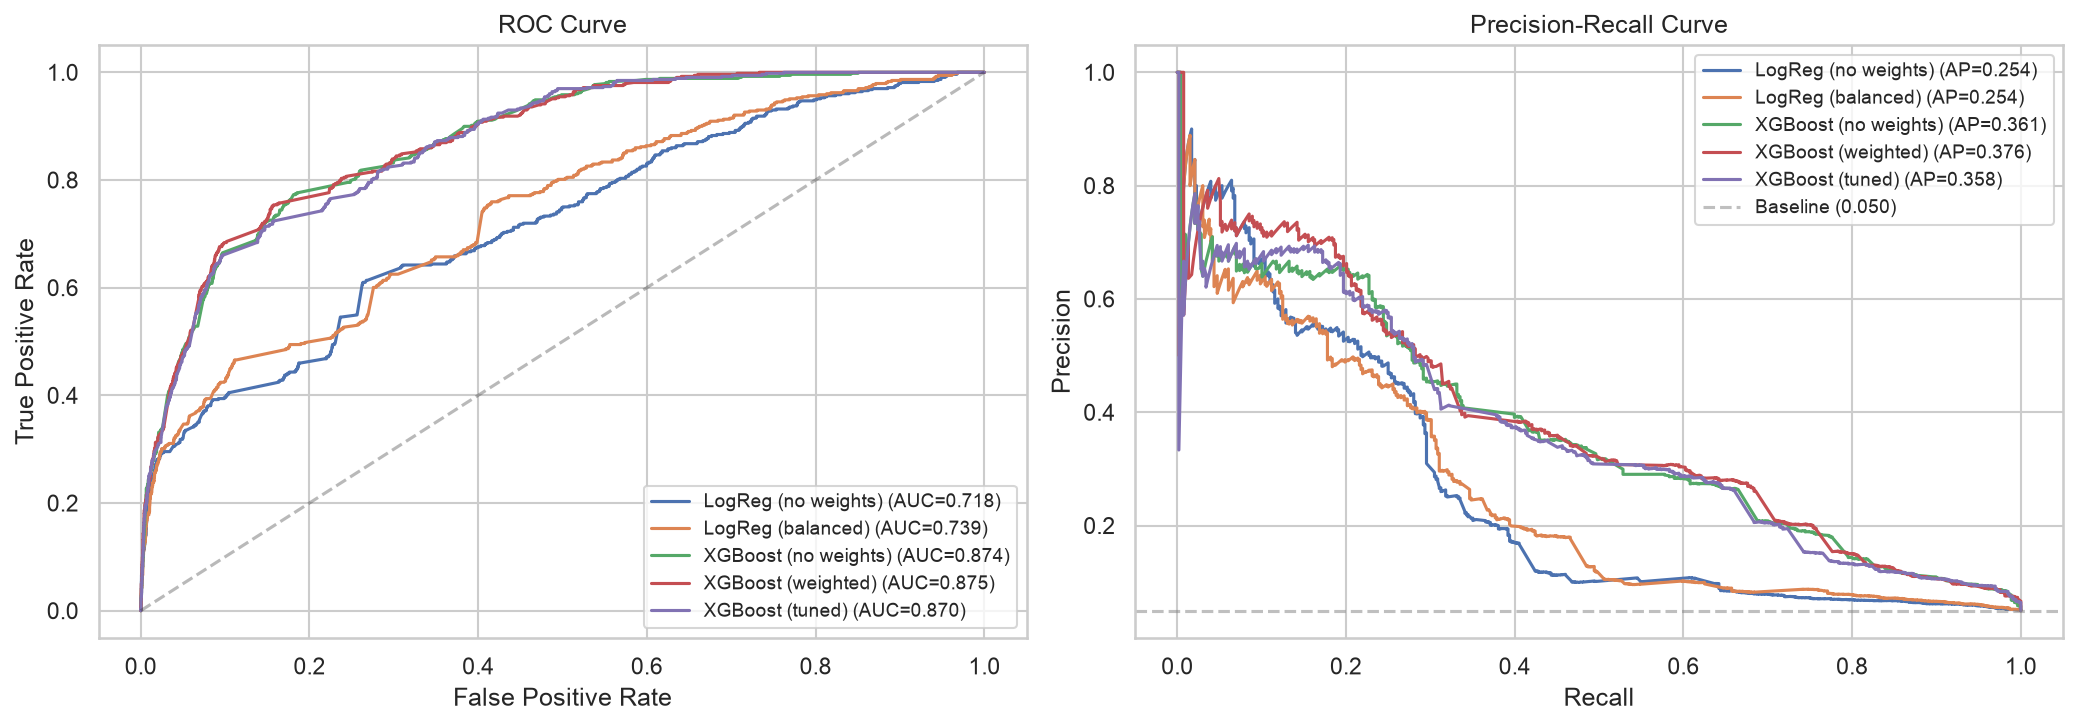 ROC Curve
True Positive Rate
1.0
0.8
0.6
0.4
0.2
0.0
LogReg (no weights) (AUC=0.718)
LogReg (balanced) (AUC=0.739)
XGBoost (no weights) (AUC=0.874)
XGBoost (weighted) (AUC=0.875)
XGBoost (tuned) (AUC=0.870)
0.0 0.2 0.4 0.6 0.8 1.0
False Positive Rate
Precision-Recall Curve
Precision
1.0
0.8
0.6
0.4
0.2
LogReg (no weights) (AP=0.254)
LogReg (balanced) (AP=0.254)
XGBoost (no weights) (AP=0.361)
XGBoost (weighted) (AP=0.376)
XGBoost (tuned) (AP=0.358)
Baseline (0.050)
0.0 0.2 0.4 0.6 0.8 1.0
Recall